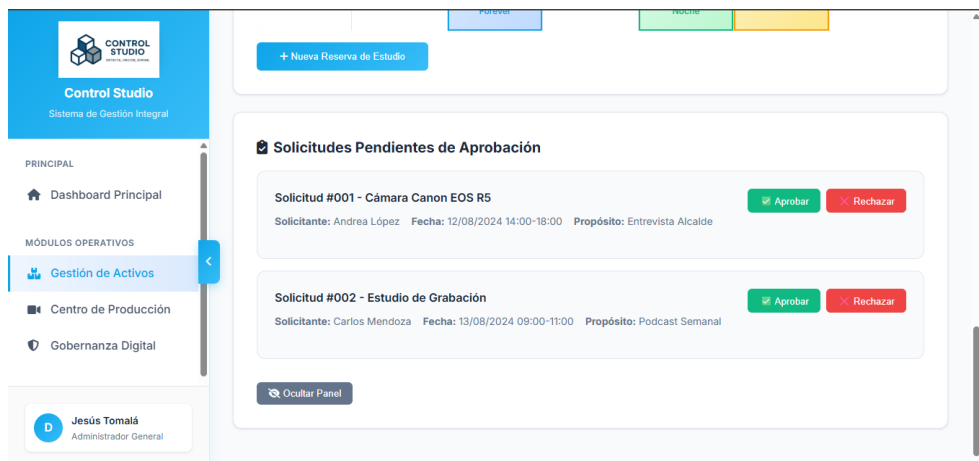 CONTROL
STUDIO
Control Studio
Sistema de Gestión Integral
PRINCIPAL
Dashboard Principal
MÓDULOS OPERATIVOS
Gestión de Activos
Centro de Producción
Gobernanza Digital
D
Jesús Tomalá
Administrador General
Forever
Noche
+ Nueva Reserva de Estudio
Solicitudes Pendientes de Aprobación
Solicitud #001 - Cámara Canon EOS R5
Solicitante: Andrea López Fecha: 12/08/2024 14:00-18:00 Propósito: Entrevista Alcalde
Aprobar
Rechazar
Solicitud #002 - Estudio de Grabación
Solicitante: Carlos Mendoza Fecha: 13/08/2024 09:00-11:00 Propósito: Podcast Semanal
Aprobar
Rechazar
Ocultar Panel